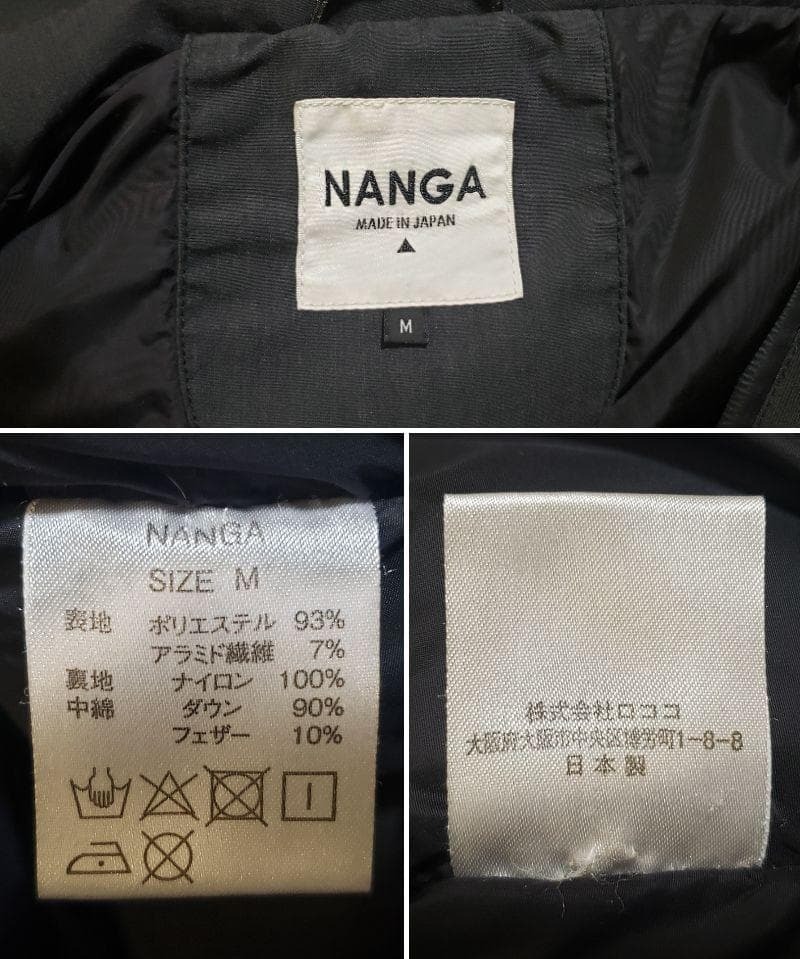 NANGA
MADE IN JAPAN
M
NANGA
SIZE M
表地 ポリエステル 93%
アラミド繊維 7%
裏地 ナイロン 100%
中綿 ダウン 90%
フェザー 10%
株式会社ロココ
大阪府大阪市中央区博労町1-8-8
日本製